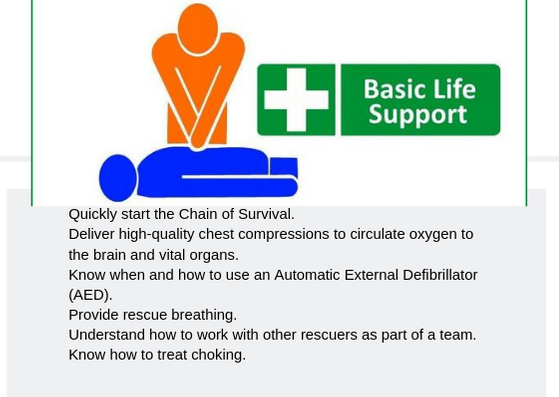 Basic Life
Support
Quickly start the Chain of Survival.
Deliver high-quality chest compressions to circulate oxygen to
the brain and vital organs.
Know when and how to use an Automatic External Defibrillator
(AED).
Provide rescue breathing.
Understand how to work with other rescuers as part of a team.
Know how to treat choking.